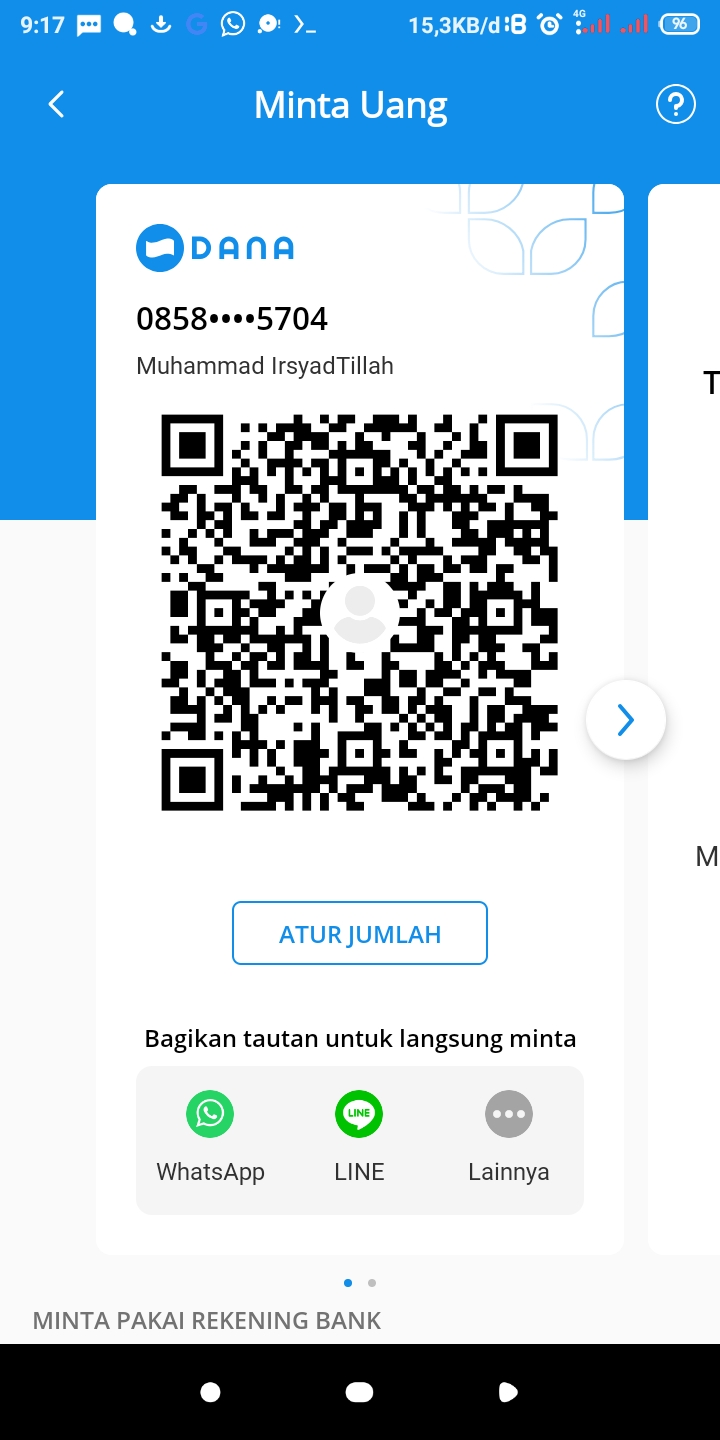 9:17 15,3KB/d 4G 96
Minta Uang
DANA
0858••••5704
Muhammad IrsyadTillah
T
M
ATUR JUMLAH
Bagikan tautan untuk langsung minta
LINE
WhatsApp LINE Lainnya
MINTA PAKAI REKENING BANK